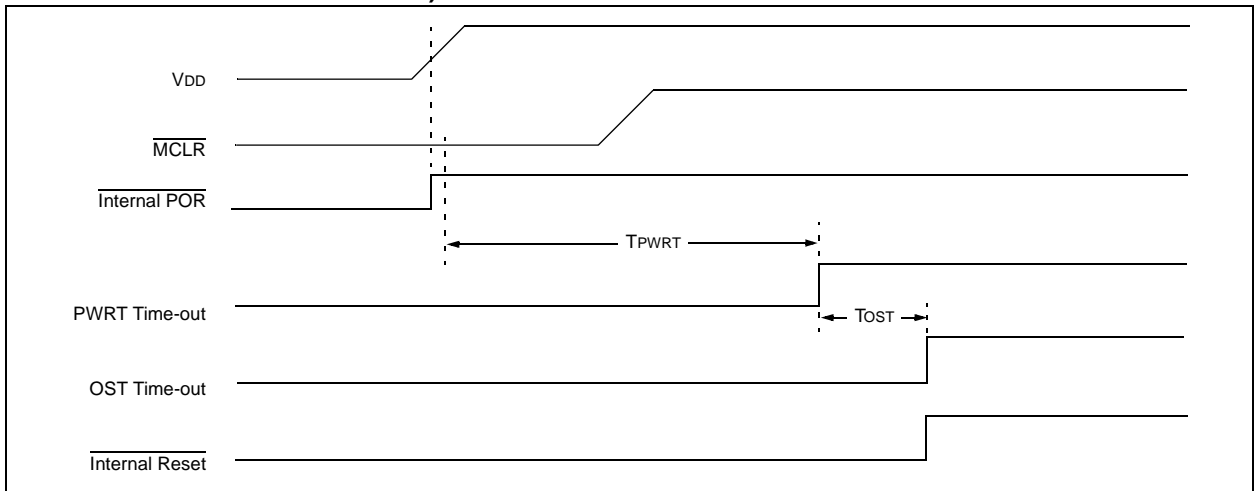 VDD
MCLR
Internal POR
TPWRT
PWRT Time-out
TOST
OST Time-out
Internal Reset